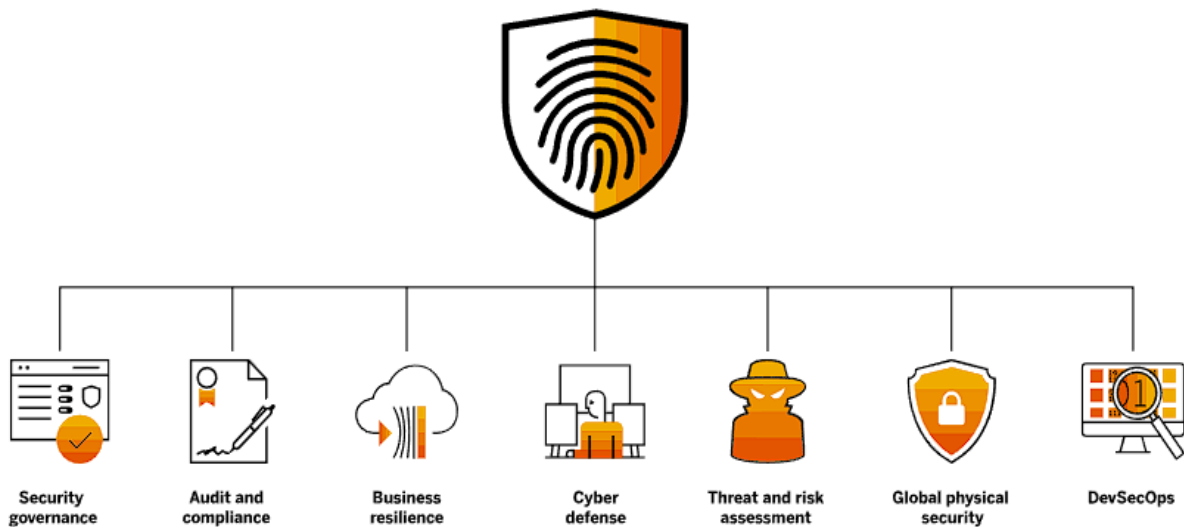 Security
governance
Audit and
compliance
Business
resilience
Cyber
defense
Threat and risk
assessment
Global physical
security
DevSecOps